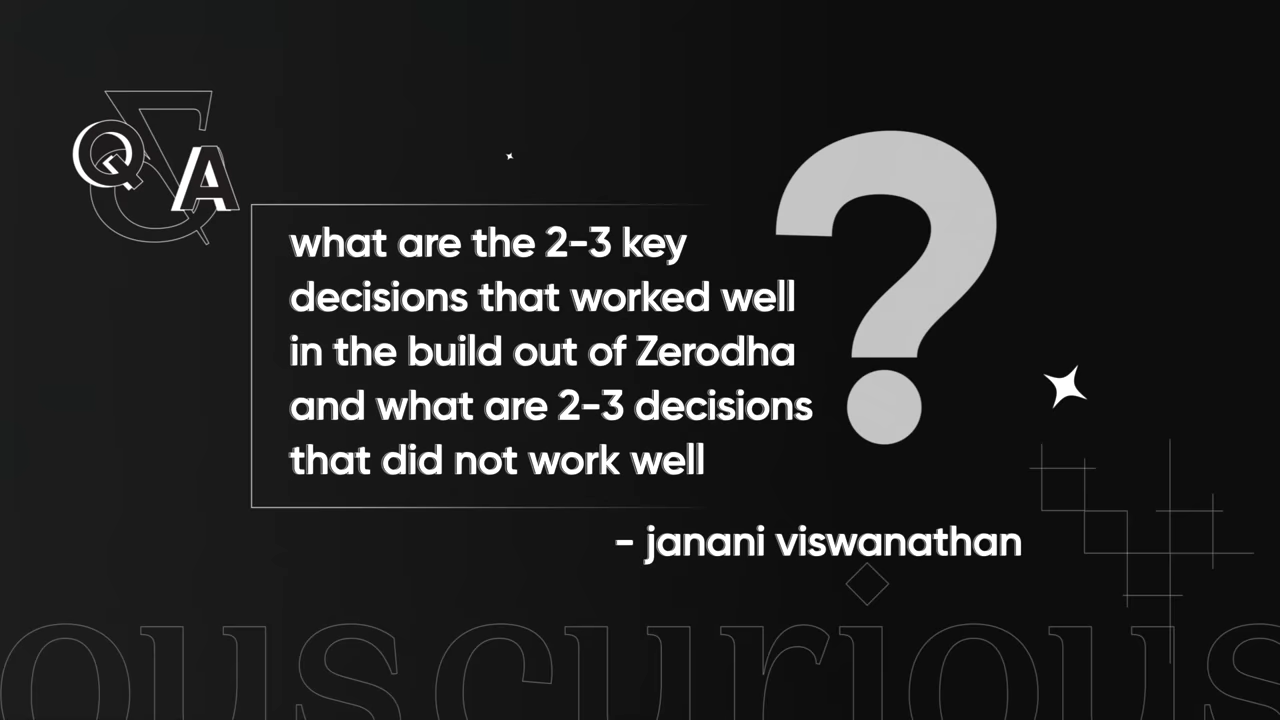 Q A
what are the 2-3 key
decisions that worked well
in the build out of Zerodha
and what are 2-3 decisions
that did not work well
?
- janani viswanathan
ouscurious